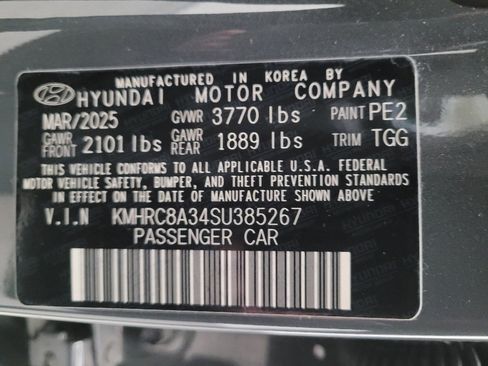 MANUFACTURED IN KOREA BY
HYUNDAI MOTOR COMPANY
MAR/2025 GVWR 3770 lbs PAINT PE2
GAWR FRONT 2101 lbs GAWR REAR 1889 lbs TRIM TGG
THIS VEHICLE CONFORMS TO ALL APPLICABLE U.S.A. FEDERAL
MOTOR VEHICLE SAFETY, BUMPER, AND THEFT PREVENTION STANDARDS
IN EFFECT ON THE DATE OF MANUFACTURE SHOWN ABOVE.
V.I.N KMHRC8A34SU385267
PASSENGER CAR